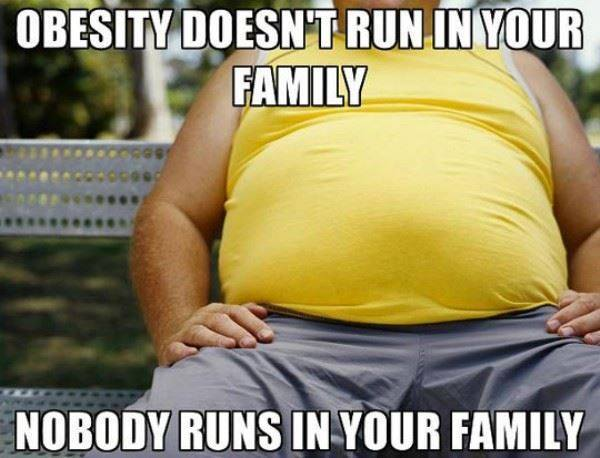 OBESITY DOESN'T RUN IN YOUR
FAMILY
NOBODY RUNS IN YOUR FAMILY